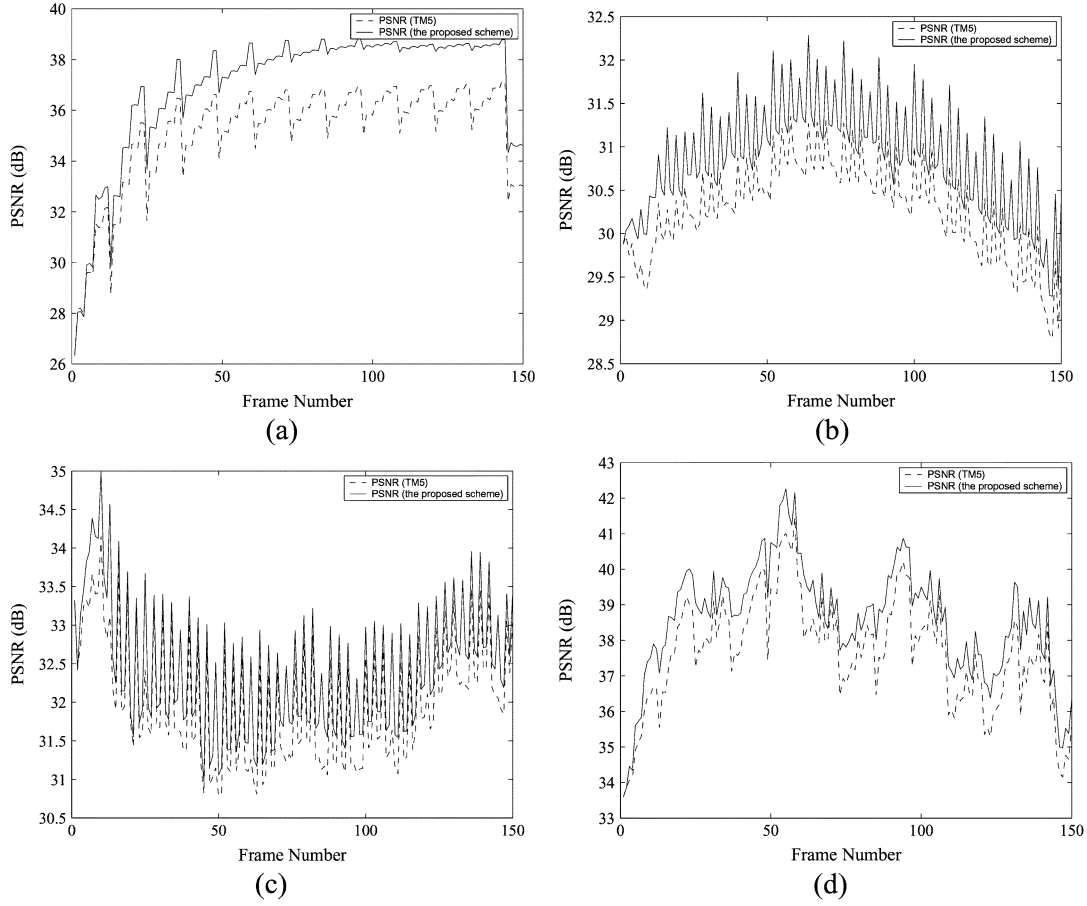 PSNR (TM5)
PSNR (the proposed scheme)
40
38
36
34
32
30
28
26
PSNR (dB)
0
50
100
150
Frame Number
(a)
PSNR (TM5)
PSNR (the proposed scheme)
32.5
32
31.5
31
30.5
30
29.5
29
28.5
PSNR (dB)
0
50
100
150
Frame Number
(b)
PSNR (TM5)
PSNR (the proposed scheme)
35
34.5
34
33.5
33
32.5
32
31.5
31
30.5
PSNR (dB)
0
50
100
150
Frame Number
(c)
PSNR (TM5)
PSNR (the proposed scheme)
43
42
41
40
39
38
37
36
35
34
33
PSNR (dB)
0
50
100
150
Frame Number
(d)